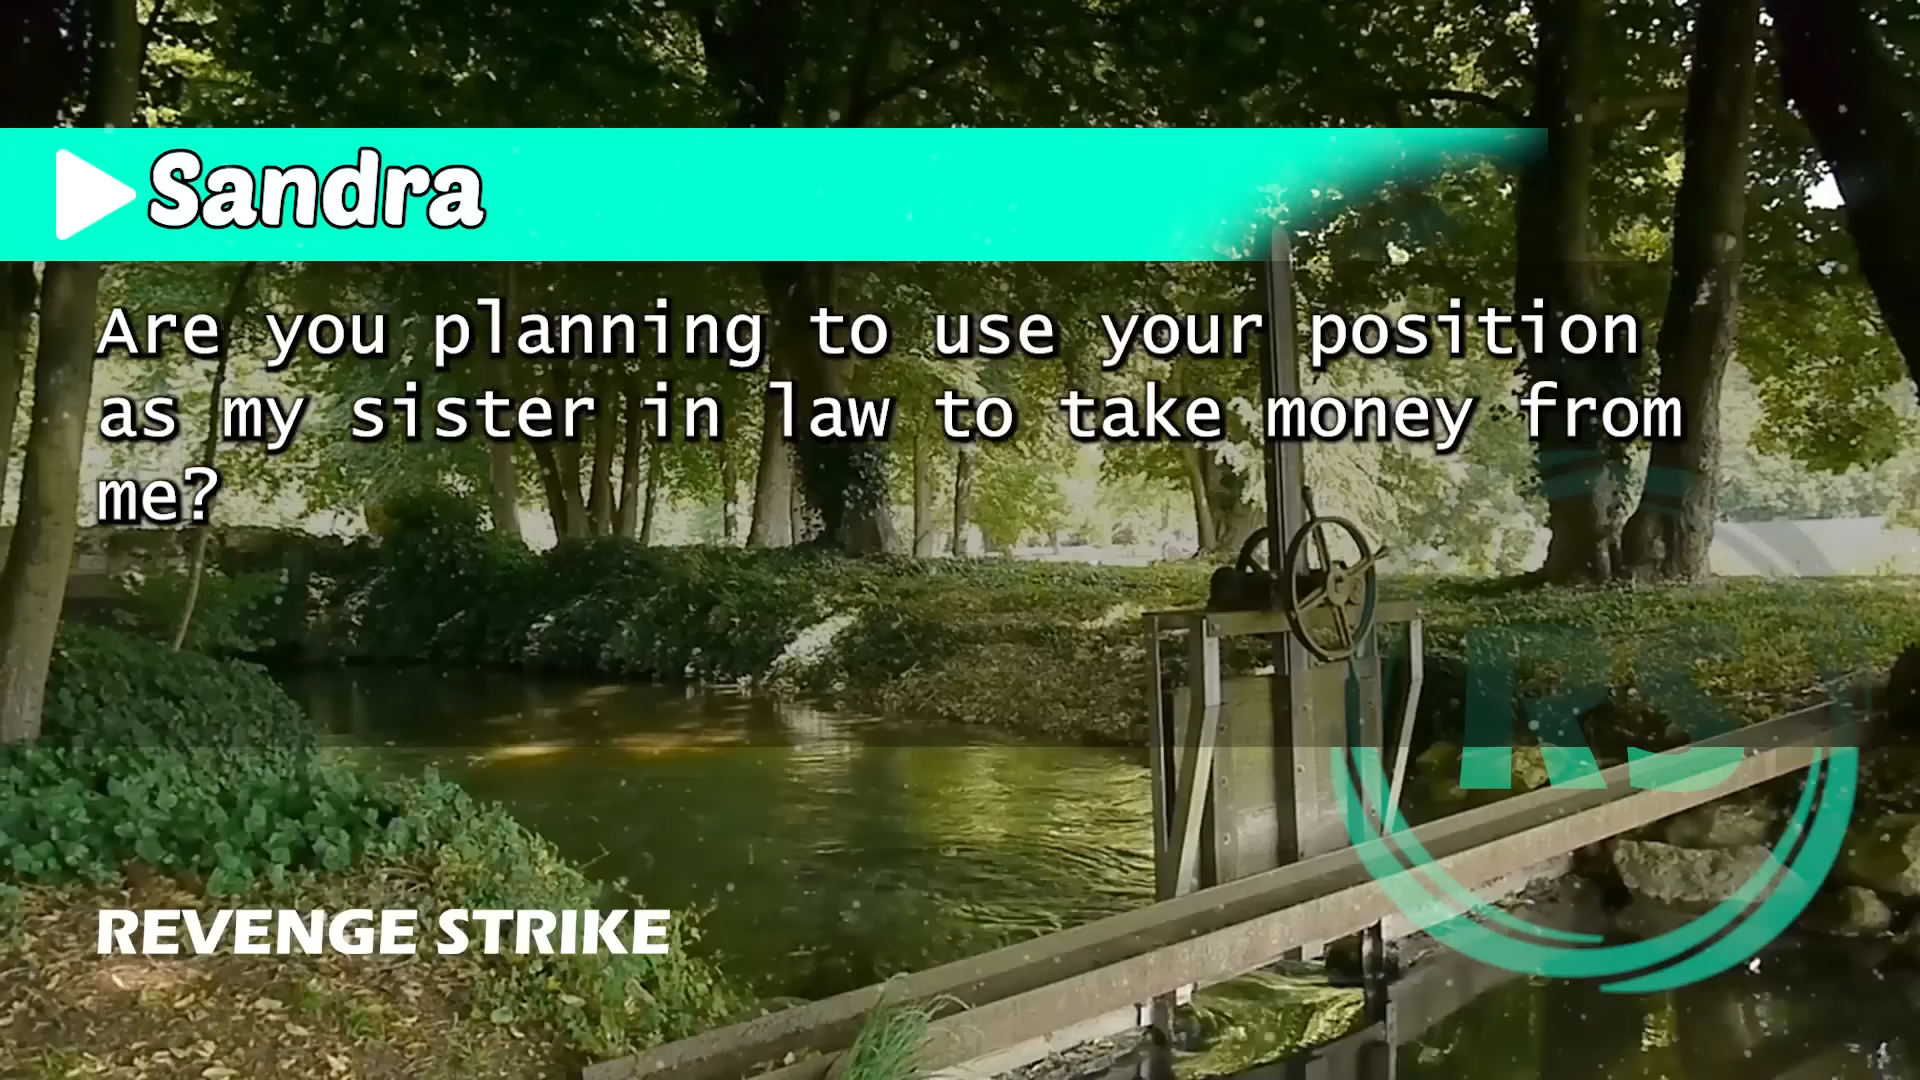 Sandra
Are you planning to use your position
as my sister in law to take money from
me?
RS
REVENGE STRIKE